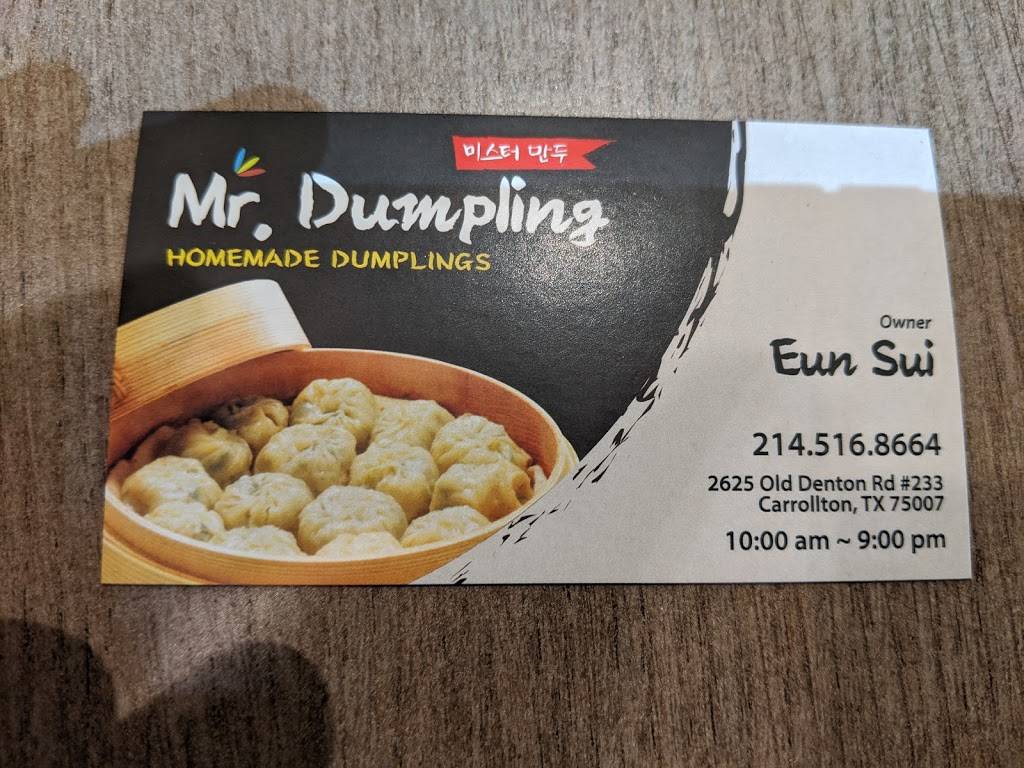 미스터 만두
Mr. Dumpling
HOMEMADE DUMPLINGS
Owner
Eun Sui
214.516.8664
2625 Old Denton Rd #233
Carrollton, TX 75007
10:00 am ~ 9:00 pm